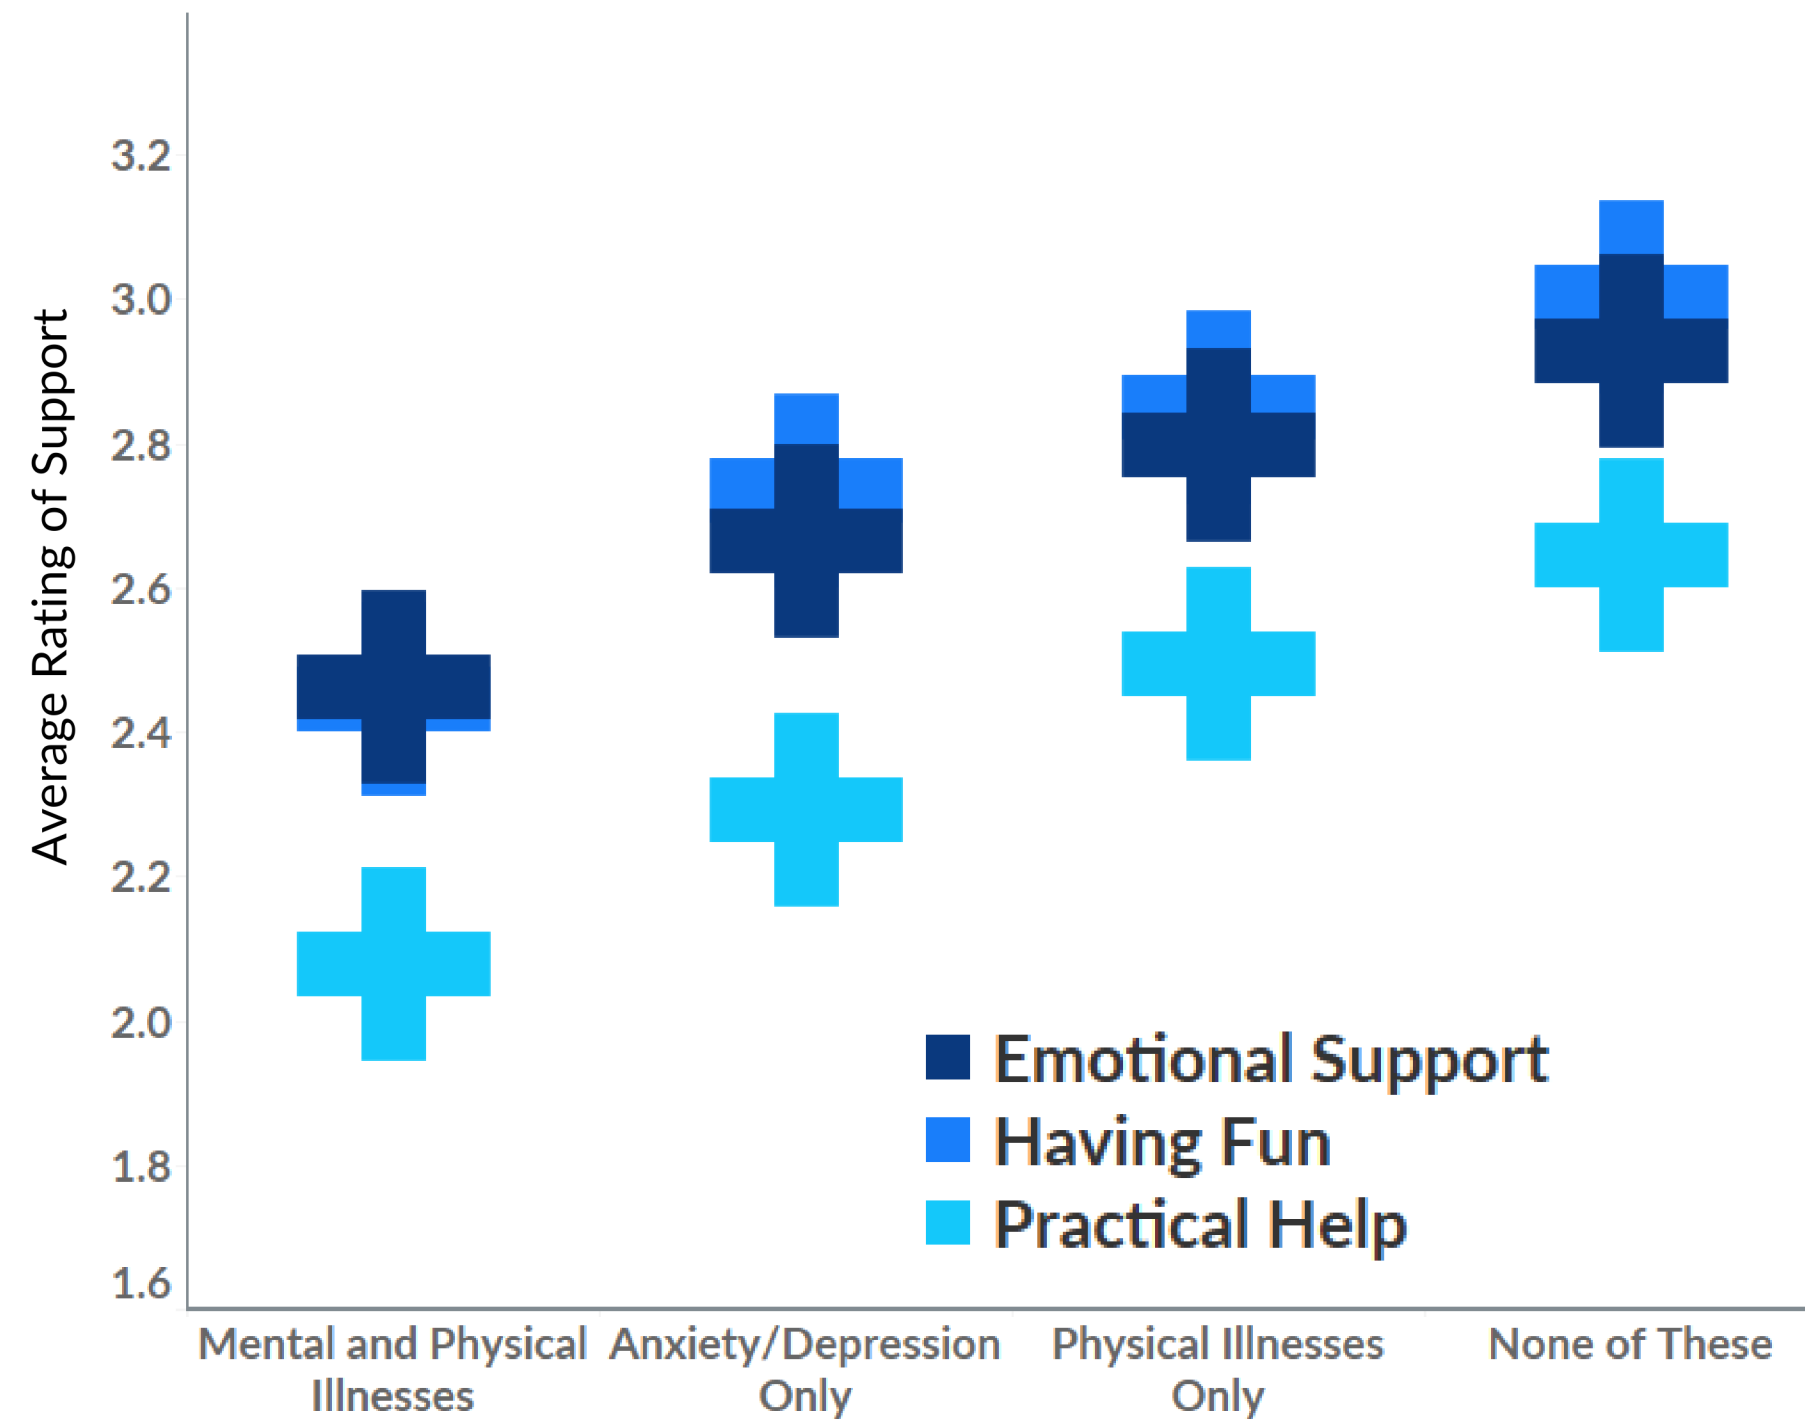 Average Rating of Support
3.2
3.0
2.8
2.6
2.4
2.2
2.0
1.8
1.6
Emotional Support
Having Fun
Practical Help
Mental and Physical Illnesses
Anxiety/Depression Only
Physical Illnesses Only
None of These